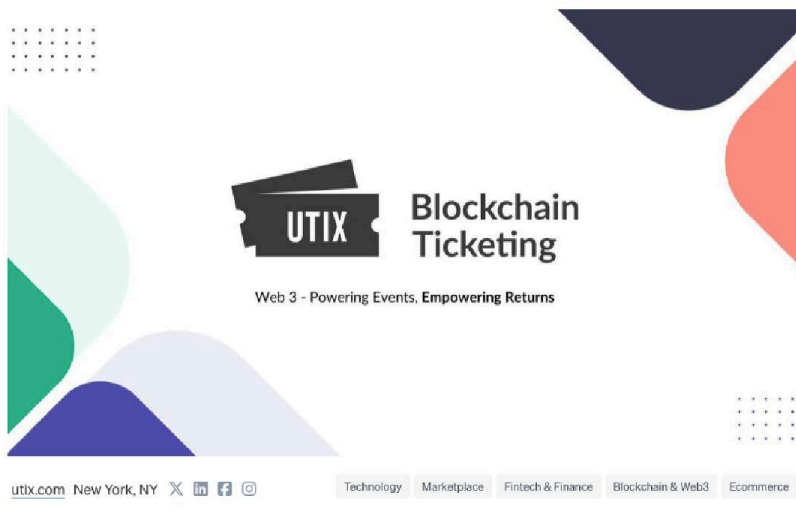 UTIX
Blockchain
Ticketing
Web 3 - Powering Events, Empowering Returns
utix.com New York, NY
Technology Marketplace Fintech & Finance Blockchain & Web3 Ecommerce